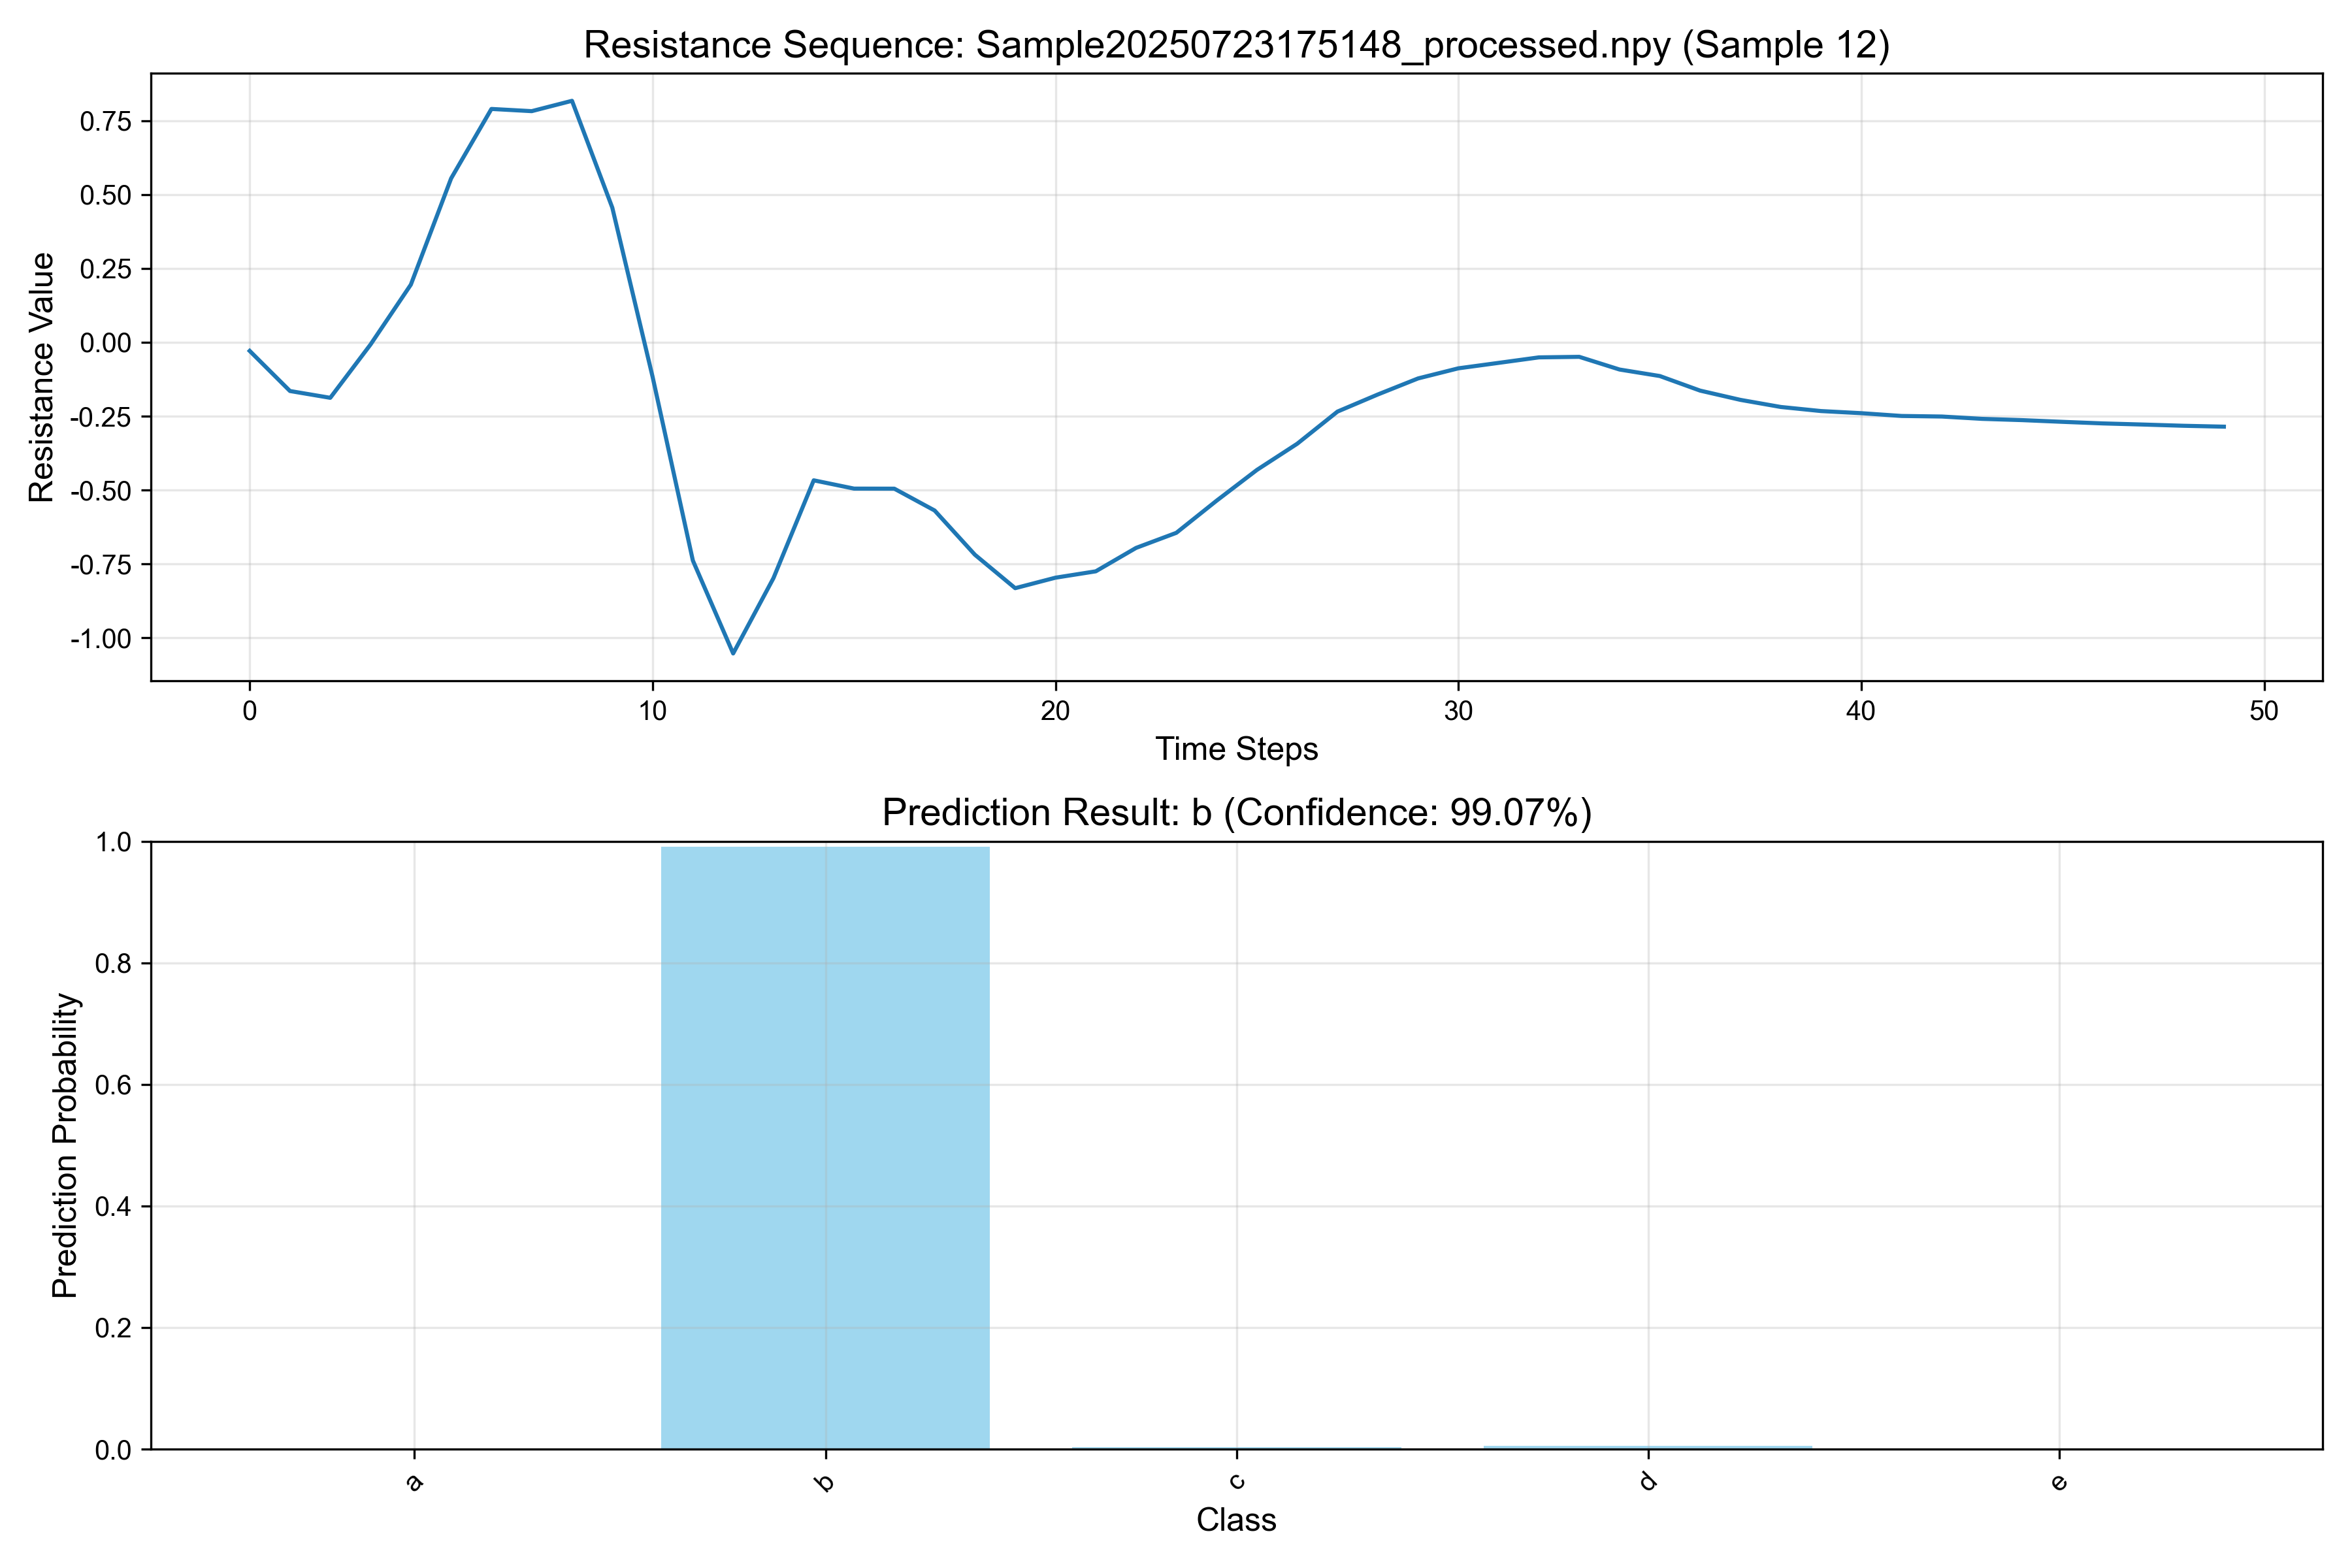 Resistance Sequence: Sample20250723175148_processed.npy (Sample 12)
Resistance Value
0.75
0.50
0.25
0.00
-0.25
-0.50
-0.75
-1.00
0 10 20 30 40 50
Time Steps
Prediction Result: b (Confidence: 99.07%)
Prediction Probability
1.0
0.8
0.6
0.4
0.2
0.0
a b c d e
Class